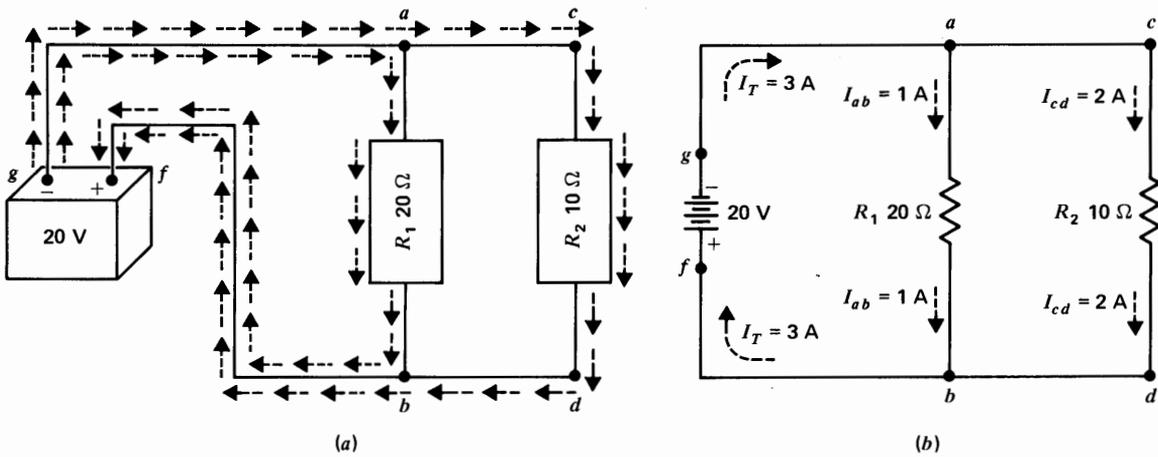 a
c
g
f
− +
20 V
R1 20 Ω
R2 10 Ω
b
d
(a)
a
c
IT = 3 A
Iab = 1 A
Icd = 2 A
g
−
20 V
+
R1 20 Ω
R2 10 Ω
f
Iab = 1 A
Icd = 2 A
IT = 3 A
b
d
(b)